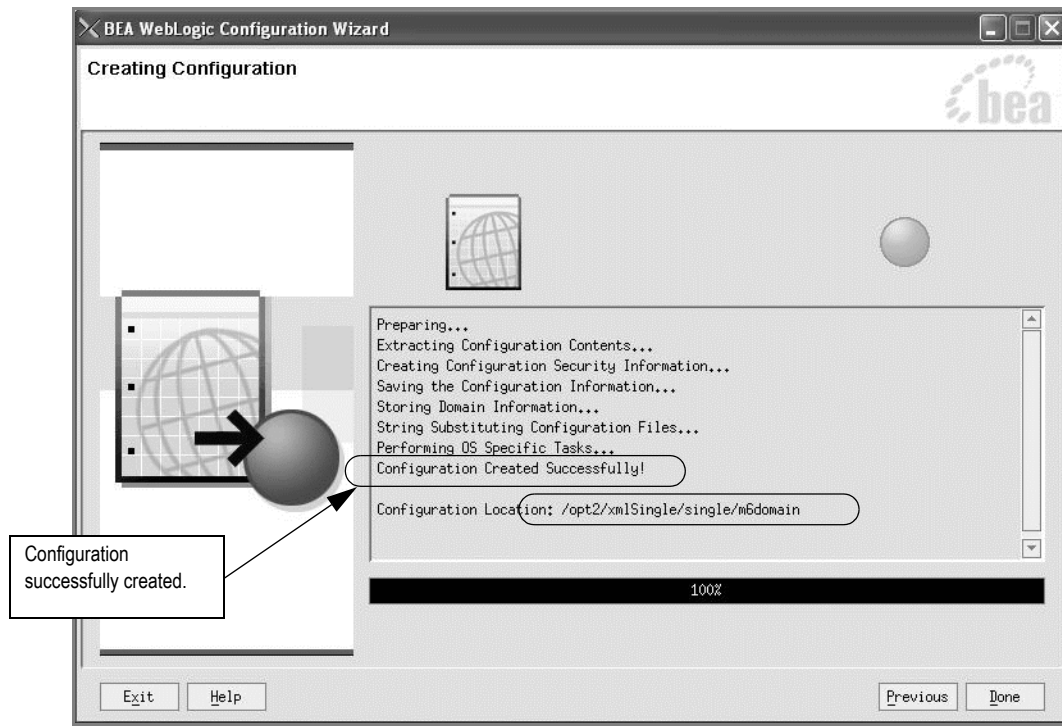 BEA WebLogic Configuration Wizard
Creating Configuration
bea
Preparing...
Extracting Configuration Contents...
Creating Configuration Security Information...
Saving the Configuration Information...
Storing Domain Information...
String Substituting Configuration Files...
Performing OS Specific Tasks...
Configuration Created Successfully!
Configuration Location: /opt2/xmlSingle/single/m6domain
Configuration
successfully created.
100%
Exit
Help
Previous
Done